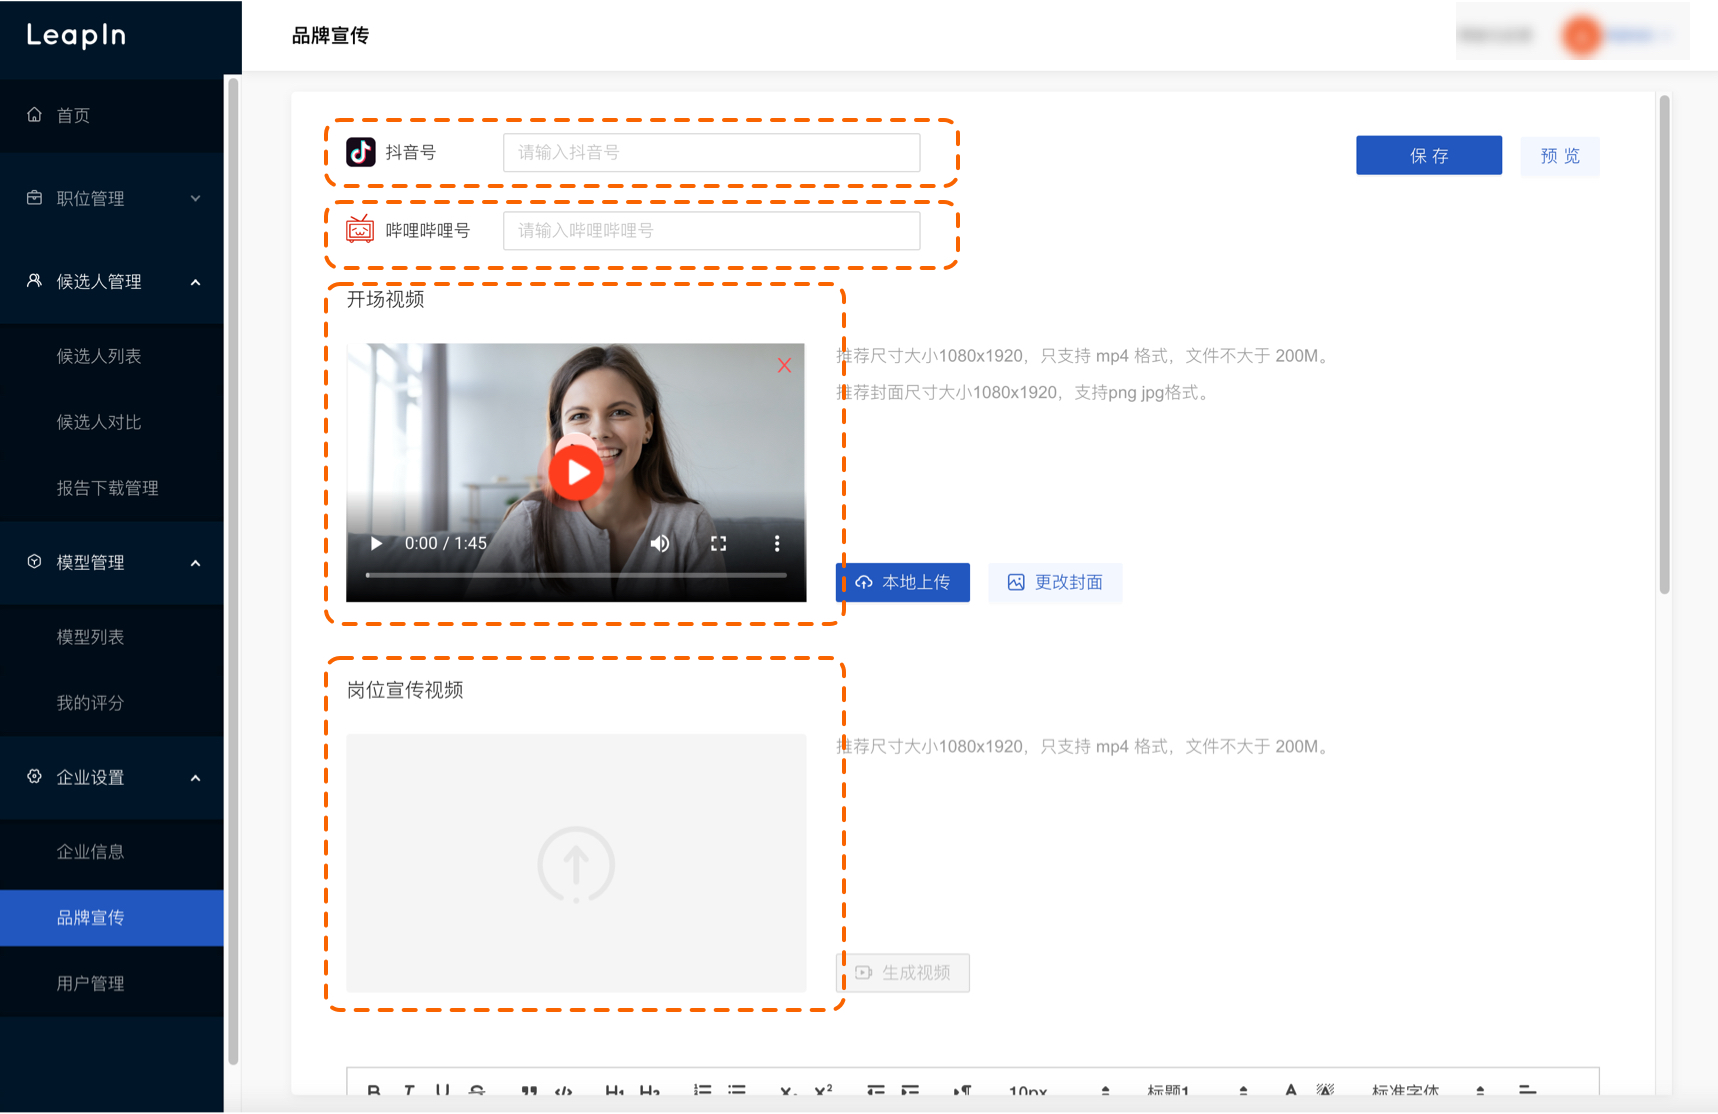 LeapIn
品牌宣传
首页
职位管理
候选人管理
候选人列表
候选人对比
报告下载管理
模型管理
模型列表
我的评分
企业设置
企业信息
品牌宣传
用户管理
抖音号
请输入抖音号
保存
预览
哔哩哔哩号
请输入哔哩哔哩号
开场视频
推荐尺寸大小1080x1920，只支持 mp4 格式，文件不大于 200M。
推荐封面尺寸大小1080x1920，支持png jpg格式。
0:00 / 1:45
本地上传
更改封面
岗位宣传视频
推荐尺寸大小1080x1920，只支持 mp4 格式，文件不大于 200M。
生成视频
B I U S H1 H2 X2 X² 10px 标题1 A 标准字体